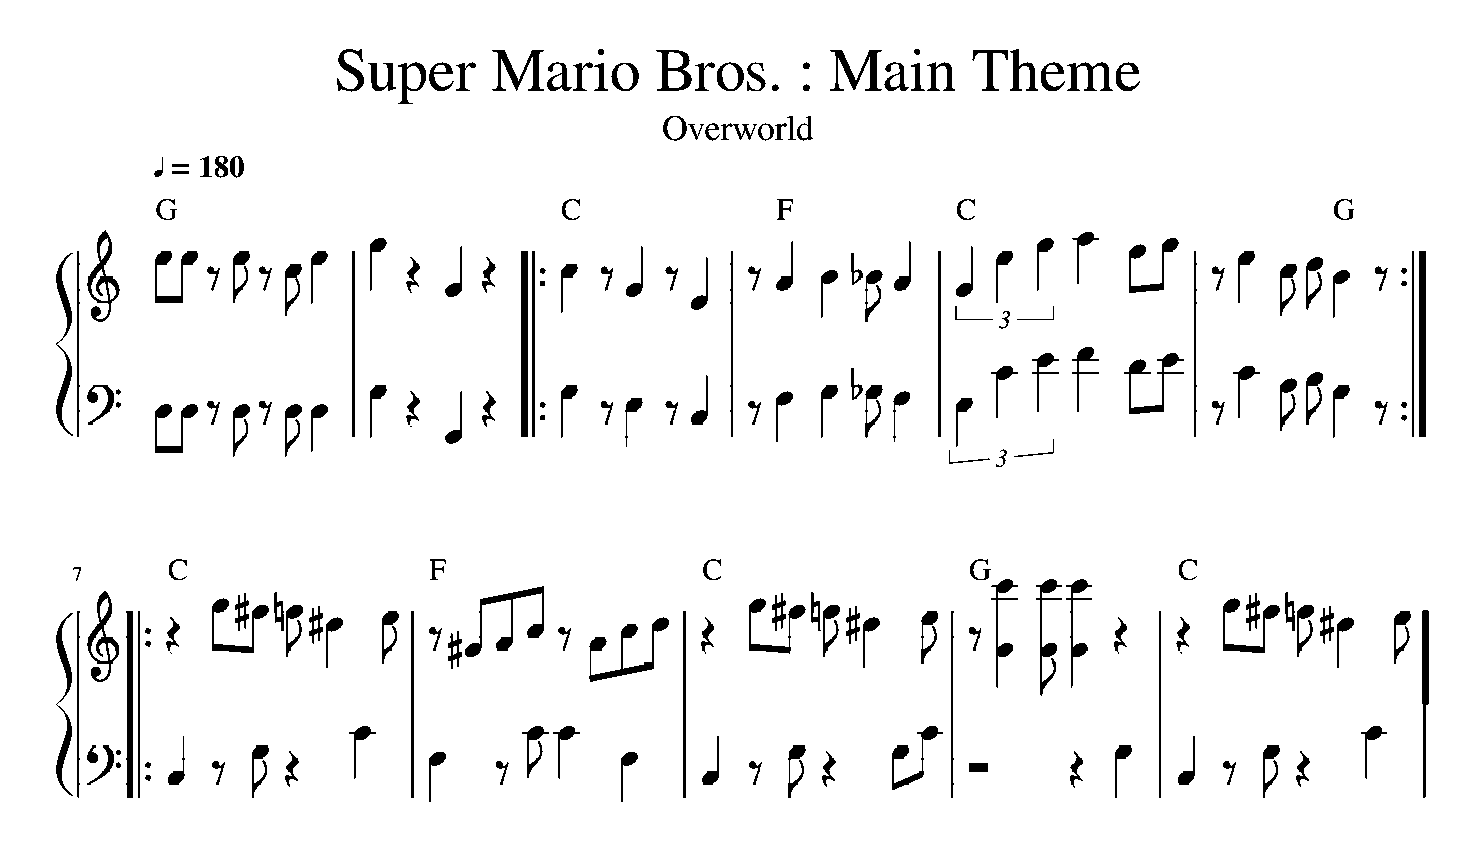 Super Mario Bros. : Main Theme
Overworld
♩ = 180
G C F C G
3
3
7 C F C G C